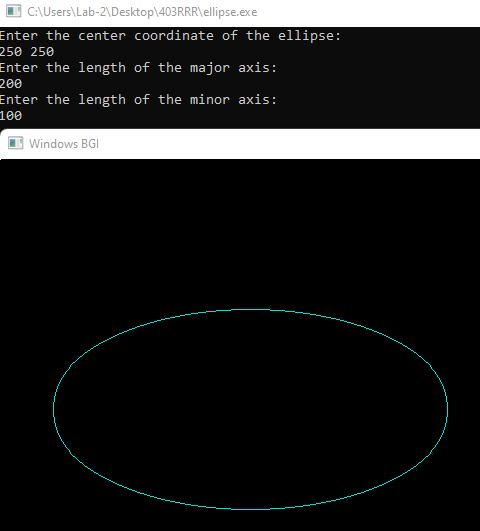 C:\Users\Lab-2\Desktop\403RRR\ellipse.exe
Enter the center coordinate of the ellipse:
250 250
Enter the length of the major axis:
200
Enter the length of the minor axis:
100
Windows BGI